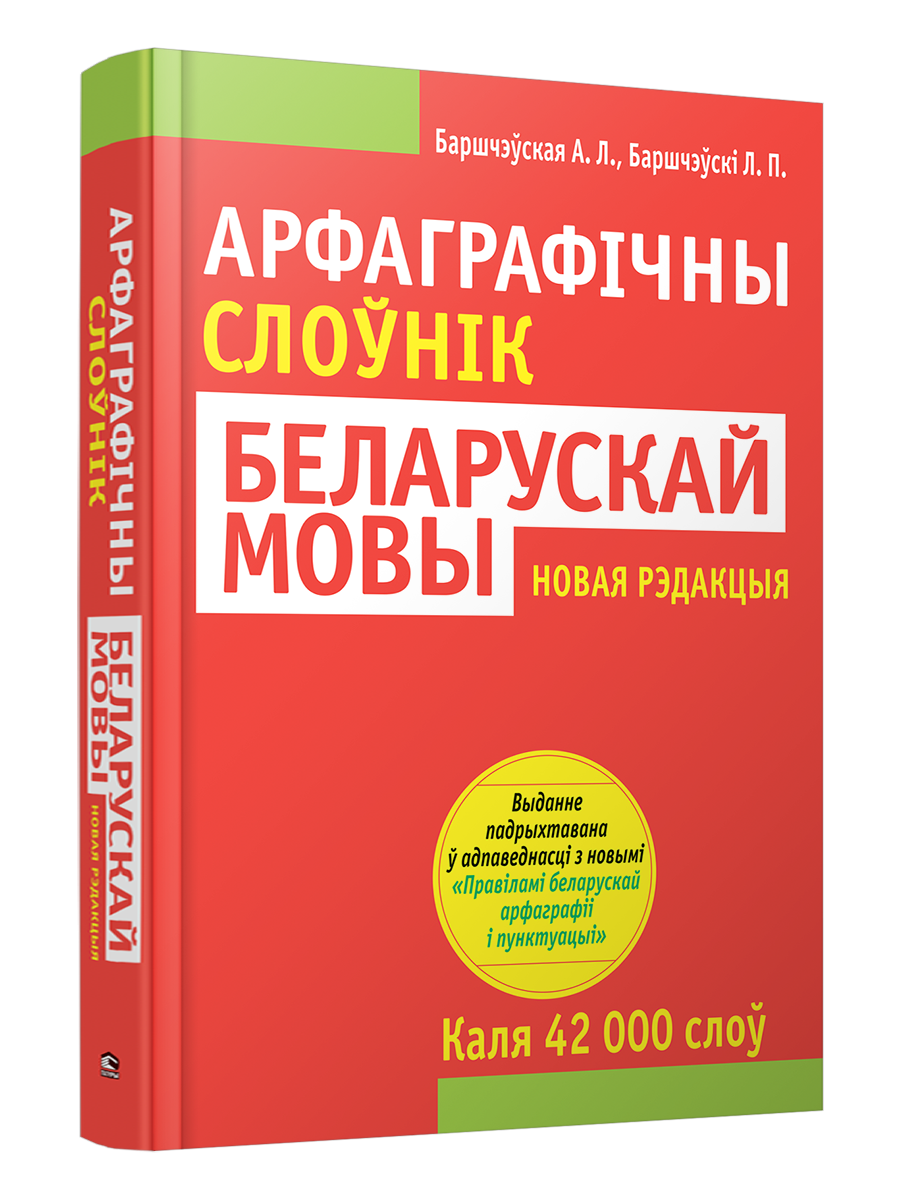 Баршчэўская А. Л., Баршчэўскі Л. П.
АРФАГРАФІЧНЫ
СЛОЎНІК
БЕЛАРУСКАЙ
МОВЫ
НОВАЯ РЭДАКЦЫЯ
Выданне
падрыхтавана
ў адпаведнасці з новымі
«Правіламі беларускай
арфаграфіі
і пунктуацыі»
Каля 42 000 слоў
АРФАГРАФІЧНЫ
СЛОЎНІК
БЕЛАРУСКАЙ
МОВЫ
НОВАЯ РЭДАКЦЫЯ